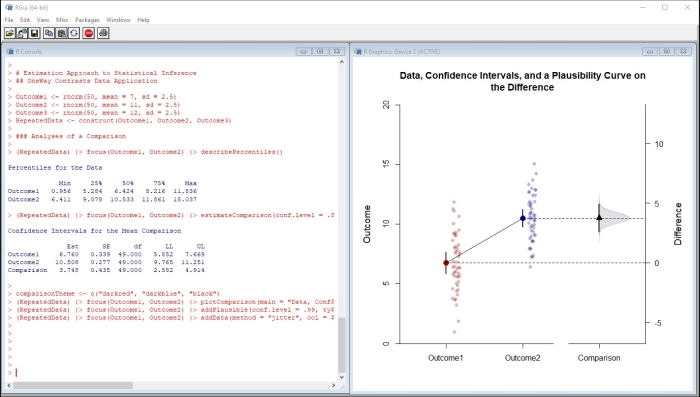 RGui (64-bit)
File Edit View Misc Packages Windows Help
R Console
>
> # Estimation Approach to Statistical Inference
> ## OneWay Contrasts Data Application
>
> Outcome1 <- rnorm(50, mean = 7, sd = 2.5)
> Outcome2 <- rnorm(50, mean = 11, sd = 2.5)
> Outcome3 <- rnorm(50, mean = 12, sd = 2.5)
> RepeatedData <- construct(Outcome1, Outcome2, Outcome3)
>
> ### Analyses of a Comparison
>
> (RepeatedData) (> focus(Outcome1, Outcome2) (> describePercentiles()
Percentiles for the Data
Min 25% 50% 75% Max
Outcome1 0.956 5.284 6.424 8.216 11.836
Outcome2 6.411 9.078 10.533 11.861 15.037
> (RepeatedData) (> focus(Outcome1, Outcome2) (> estimateComparison(conf.level = .$
Confidence Intervals for the Mean Comparison
Est SE df LL UL
Outcome1 6.760 0.339 49.000 5.852 7.669
Outcome2 10.508 0.277 49.000 9.765 11.251
Comparison 3.748 0.435 49.000 2.582 4.914
> comparisonTheme <- c("darkred", "darkblue", "black")
> (RepeatedData) (> focus(Outcome1, Outcome2) (> plotComparison(main = "Data, Conf$
> (RepeatedData) (> focus(Outcome1, Outcome2) (> addPlausible(conf.level = .99, ty$
> (RepeatedData) (> focus(Outcome1, Outcome2) (> addData(method = "jitter", col = $
>
>
>
>
>
>
>
R Graphics: Device 2 (ACTIVE)
Data, Confidence Intervals, and a Plausibility Curve on
the Difference
Outcome
0
5
10
15
20
Outcome1
Outcome2
Comparison
-5
0
5
10
Difference